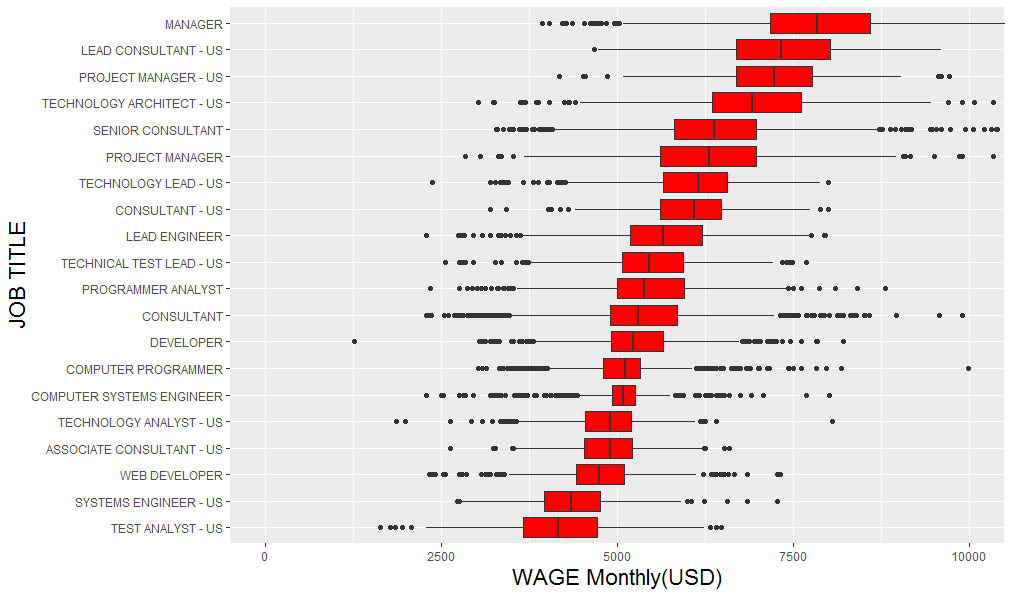 MANAGER
LEAD CONSULTANT - US
PROJECT MANAGER - US
TECHNOLOGY ARCHITECT - US
SENIOR CONSULTANT
PROJECT MANAGER
TECHNOLOGY LEAD - US
CONSULTANT - US
LEAD ENGINEER
TECHNICAL TEST LEAD - US
PROGRAMMER ANALYST
CONSULTANT
DEVELOPER
COMPUTER PROGRAMMER
COMPUTER SYSTEMS ENGINEER
TECHNOLOGY ANALYST - US
ASSOCIATE CONSULTANT - US
WEB DEVELOPER
SYSTEMS ENGINEER - US
TEST ANALYST - US
JOB TITLE
0 2500 5000 7500 10000
WAGE Monthly(USD)